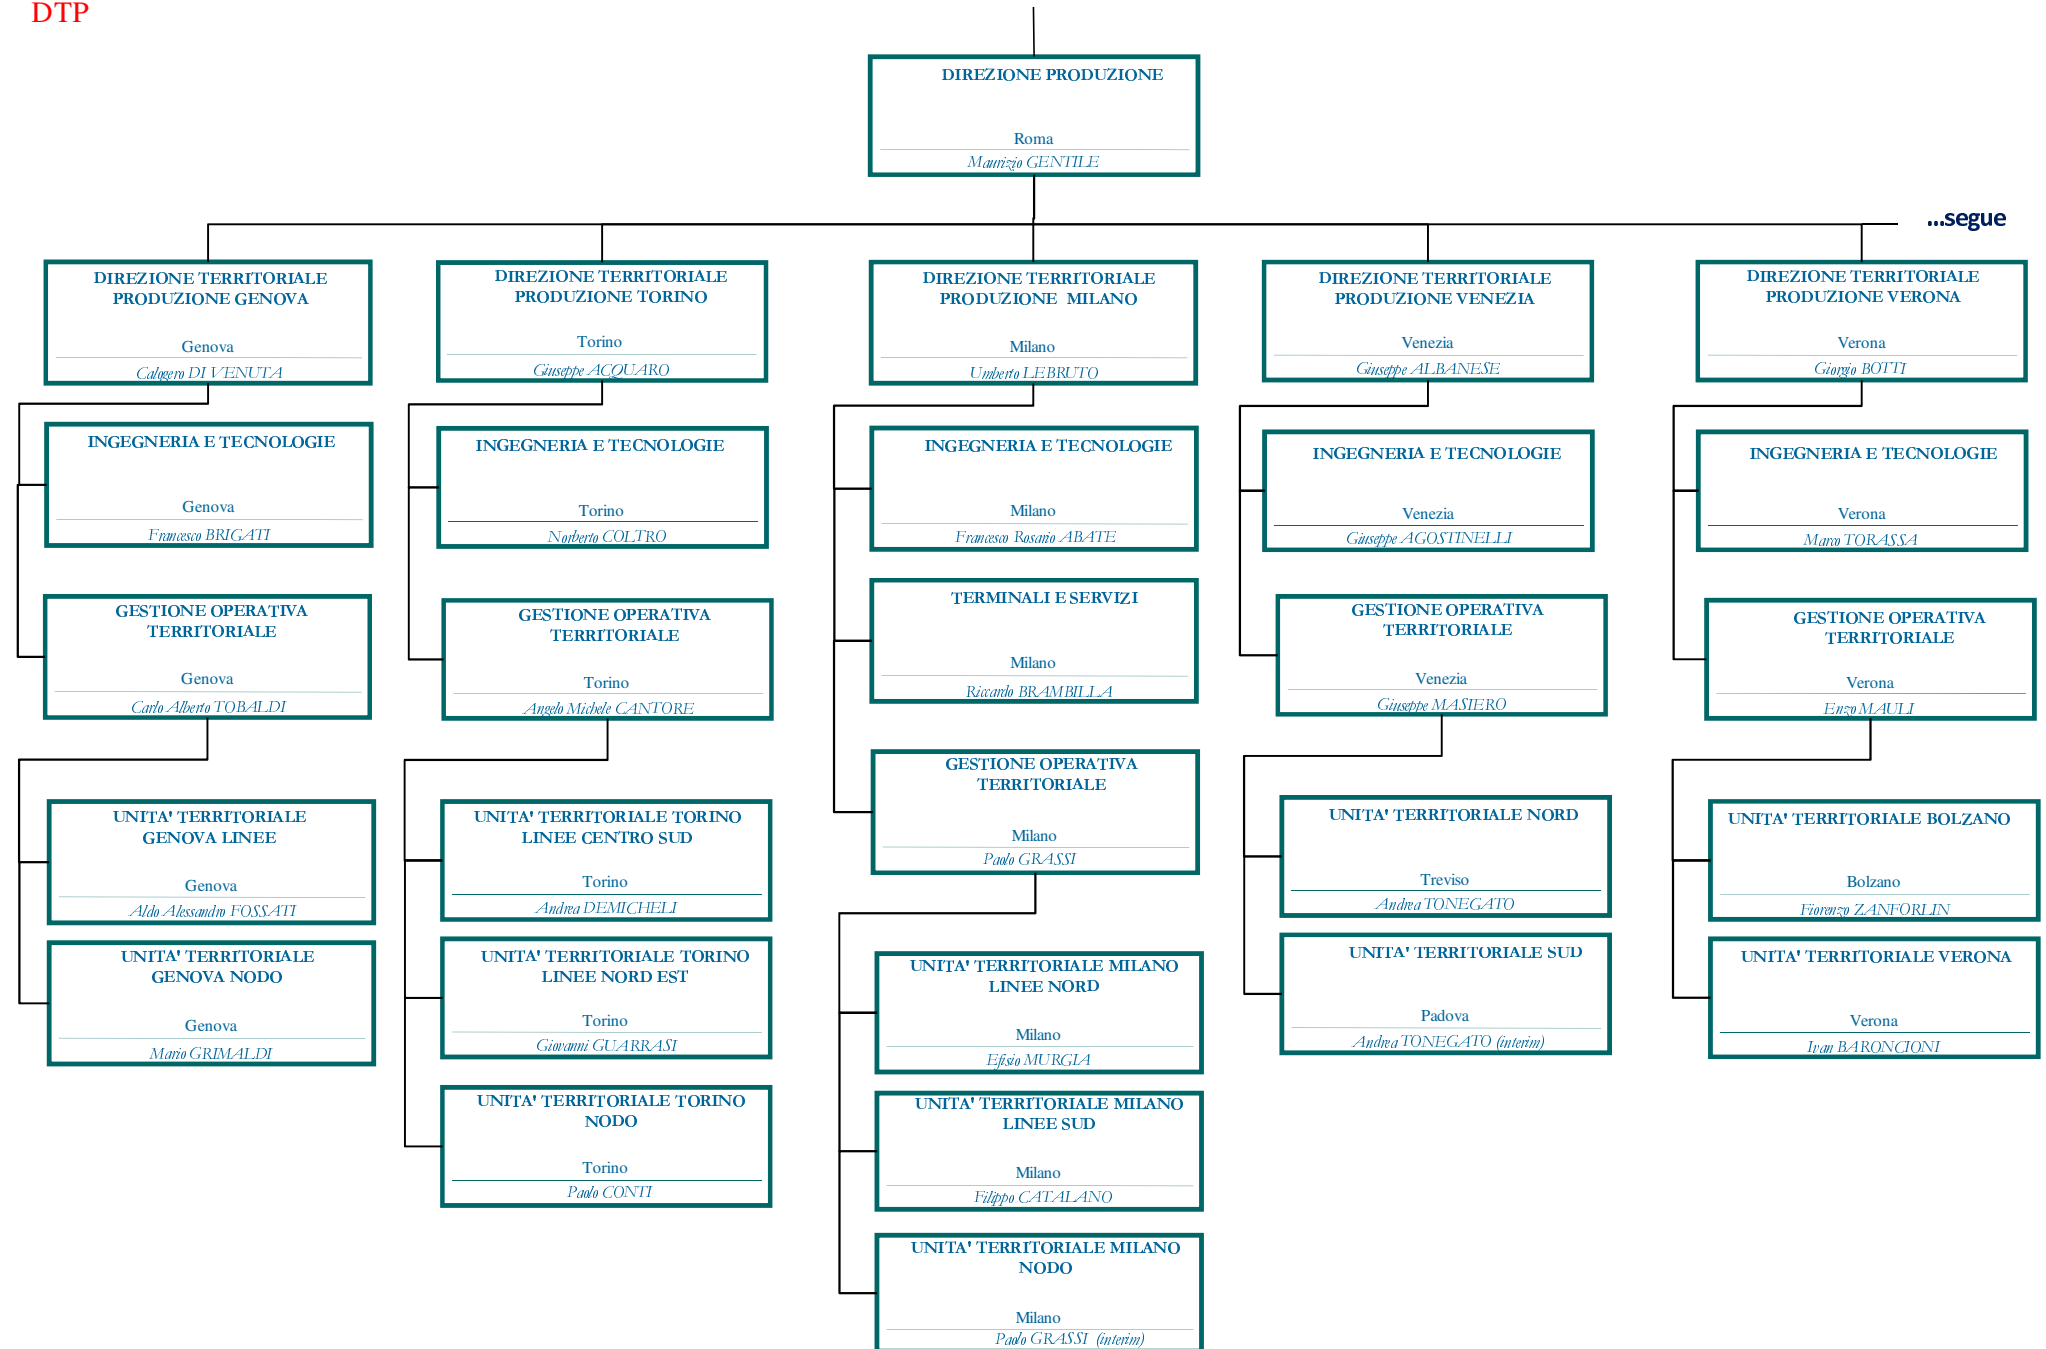 DTP
DIREZIONE PRODUZIONE
Roma
Maurizio GENTILE
...segue
DIREZIONE TERRITORIALE
PRODUZIONE GENOVA
Genova
Calogero DI VENUTA
INGEGNERIA E TECNOLOGIE
Genova
Francesco BRIGATI
GESTIONE OPERATIVA
TERRITORIALE
Genova
Carlo Alberto TOBALDI
UNITA' TERRITORIALE
GENOVA LINEE
Genova
Aldo Alessandro FOSSATI
UNITA' TERRITORIALE
GENOVA NODO
Genova
Mario GRIMALDI
DIREZIONE TERRITORIALE
PRODUZIONE TORINO
Torino
Giuseppe ACQUARO
INGEGNERIA E TECNOLOGIE
Torino
Norberto COLTRO
GESTIONE OPERATIVA
TERRITORIALE
Torino
Angelo Michele CANTORE
UNITA' TERRITORIALE TORINO
LINEE CENTRO SUD
Torino
Andrea DEMICHELI
UNITA' TERRITORIALE TORINO
LINEE NORD EST
Torino
Giovanni GUARRASI
UNITA' TERRITORIALE TORINO
NODO
Torino
Paolo CONTI
DIREZIONE TERRITORIALE
PRODUZIONE MILANO
Milano
Umberto LEBRUTO
INGEGNERIA E TECNOLOGIE
Milano
Francesco Rosario ABATE
TERMINALI E SERVIZI
Milano
Riccardo BRAMBILLA
GESTIONE OPERATIVA
TERRITORIALE
Milano
Paolo GRASSI
UNITA' TERRITORIALE MILANO
LINEE NORD
Milano
Efisio MURGIA
UNITA' TERRITORIALE MILANO
LINEE SUD
Milano
Filippo CATALANO
UNITA' TERRITORIALE MILANO
NODO
Milano
Paolo GRASSI (interim)
DIREZIONE TERRITORIALE
PRODUZIONE VENEZIA
Venezia
Giuseppe ALBANESE
INGEGNERIA E TECNOLOGIE
Venezia
Giuseppe AGOSTINELLI
GESTIONE OPERATIVA
TERRITORIALE
Venezia
Giuseppe MASIERO
UNITA' TERRITORIALE NORD
Treviso
Andrea TONEGATO
UNITA' TERRITORIALE SUD
Padova
Andrea TONEGATO (interim)
DIREZIONE TERRITORIALE
PRODUZIONE VERONA
Verona
Giorgio BOTTI
INGEGNERIA E TECNOLOGIE
Verona
Marco TORASSA
GESTIONE OPERATIVA
TERRITORIALE
Verona
Enzo MAULI
UNITA' TERRITORIALE BOLZANO
Bolzano
Fiorenzo ZANFORLIN
UNITA' TERRITORIALE VERONA
Verona
Ivan BARONCIONI